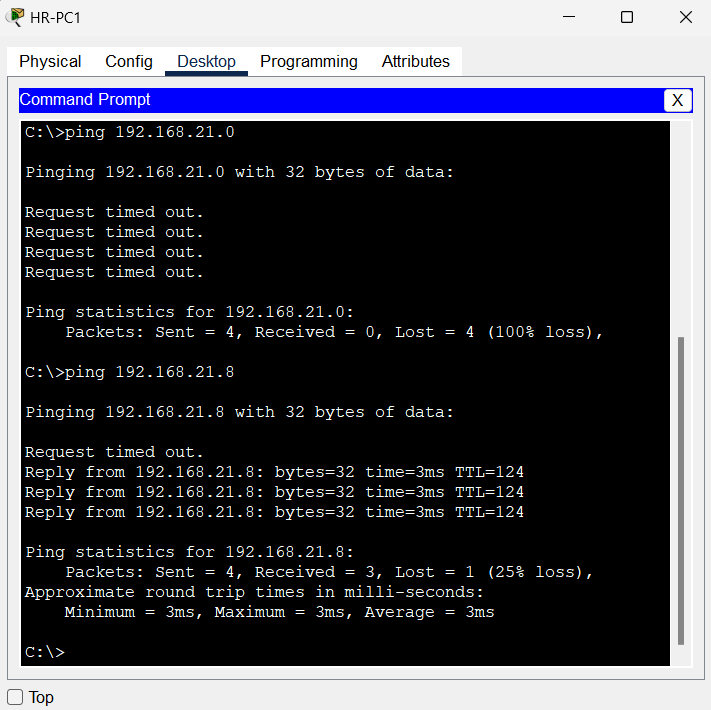 HR-PC1
Physical Config Desktop Programming Attributes
Command Prompt X
C:\>ping 192.168.21.0
Pinging 192.168.21.0 with 32 bytes of data:
Request timed out.
Request timed out.
Request timed out.
Request timed out.
Ping statistics for 192.168.21.0:
    Packets: Sent = 4, Received = 0, Lost = 4 (100% loss),
C:\>ping 192.168.21.8
Pinging 192.168.21.8 with 32 bytes of data:
Request timed out.
Reply from 192.168.21.8: bytes=32 time=3ms TTL=124
Reply from 192.168.21.8: bytes=32 time=3ms TTL=124
Reply from 192.168.21.8: bytes=32 time=3ms TTL=124
Ping statistics for 192.168.21.8:
    Packets: Sent = 4, Received = 3, Lost = 1 (25% loss),
Approximate round trip times in milli-seconds:
    Minimum = 3ms, Maximum = 3ms, Average = 3ms
C:\>
Top